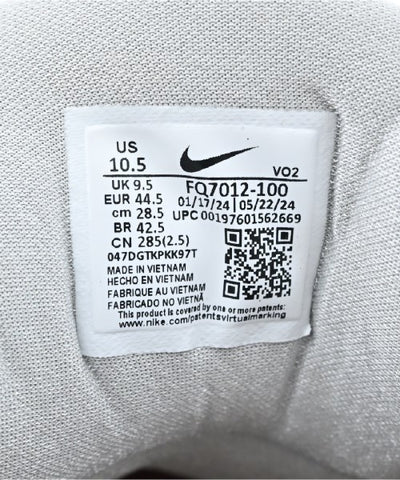 US
10.5
VO2
UK 9.5
FQ7012-100
EUR 44.5
01/17/24 | 05/22/24
cm 28.5
UPC 00197601562669
BR 42.5
CN 285(2.5)
047DGTKPKK97T
MADE IN VIETNAM
HECHO EN VIETNAM
FABRIQUE AU VIETNAM
FABRICADO NO VIETNÃ
This product is covered by one or more patents:
www.nike.com/patentsvirtualmarking